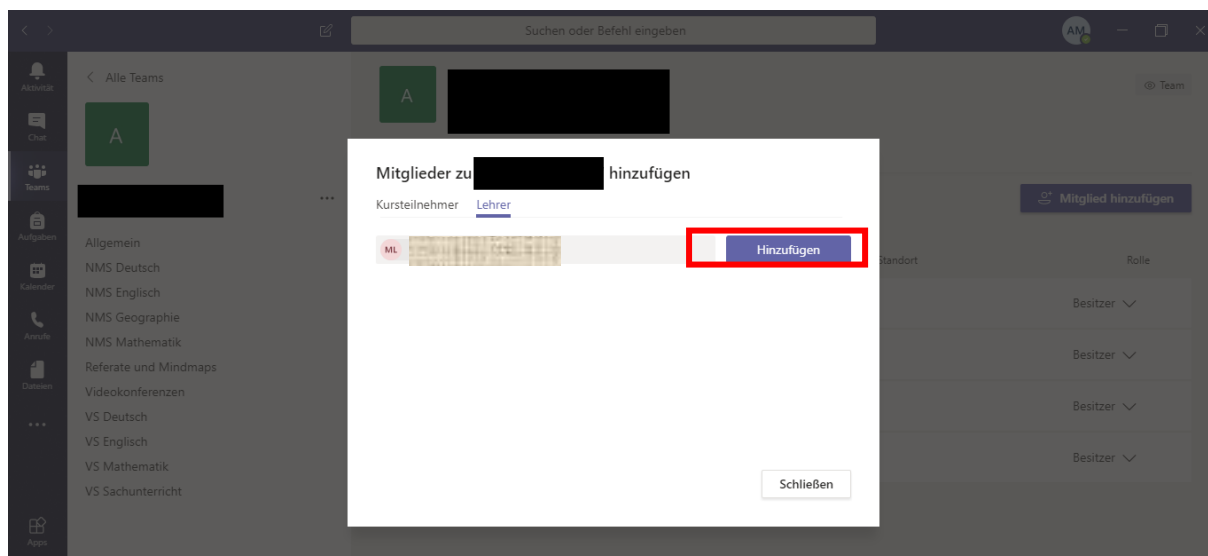 Suchen oder Befehl eingeben
AM
Aktivität
Chat
Teams
Aufgaben
Kalender
Anrufe
Dateien
Apps
Alle Teams
A
Allgemein
NMS Deutsch
NMS Englisch
NMS Geographie
NMS Mathematik
Referate und Mindmaps
Videokonferenzen
VS Deutsch
VS Englisch
VS Mathematik
VS Sachunterricht
A
Team
Mitglied hinzufügen
Standort Rolle
Besitzer
Besitzer
Besitzer
Besitzer
Mitglieder zu hinzufügen
Kursteilnehmer Lehrer
ML Hinzufügen
Schließen